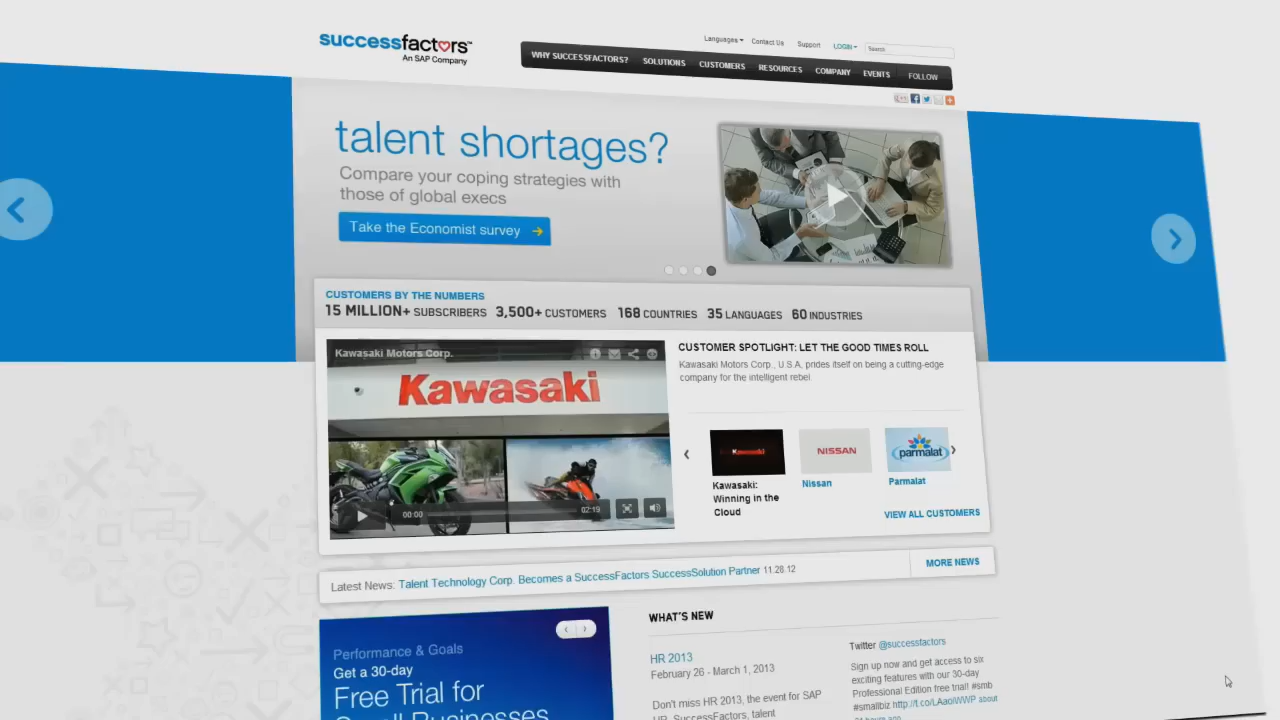 successfactors™
An SAP Company
Languages
Contact Us
Support
LOGIN
Search
WHY SUCCESSFACTORS?
SOLUTIONS
CUSTOMERS
RESOURCES
COMPANY
EVENTS
FOLLOW
talent shortages?
Compare your coping strategies with
those of global execs
Take the Economist survey
CUSTOMERS BY THE NUMBERS
15 MILLION+ SUBSCRIBERS 3,500+ CUSTOMERS 168 COUNTRIES 35 LANGUAGES 60 INDUSTRIES
Kawasaki Motors Corp.
Kawasaki
00:00
02:19
CUSTOMER SPOTLIGHT: LET THE GOOD TIMES ROLL
Kawasaki Motors Corp., U.S.A, prides itself on being a cutting-edge
company for the intelligent rebel.
Kawasaki
NISSAN
parmalat
Kawasaki:
Winning in the
Cloud
Nissan
Parmalat
VIEW ALL CUSTOMERS
Latest News: Talent Technology Corp. Becomes a SuccessFactors SuccessSolution Partner 11.28.12
MORE NEWS
Performance & Goals
Get a 30-day
Free Trial for
Small Businesses
WHAT'S NEW
HR 2013
February 26 - March 1, 2013
Don't miss HR 2013, the event for SAP
HR, SuccessFactors, talent
Twitter @successfactors
Sign up now and get access to six
exciting features with our 30-day
Professional Edition free trial! #smb
#smallbiz http://t.co/LAaoiWWP about
hours ago